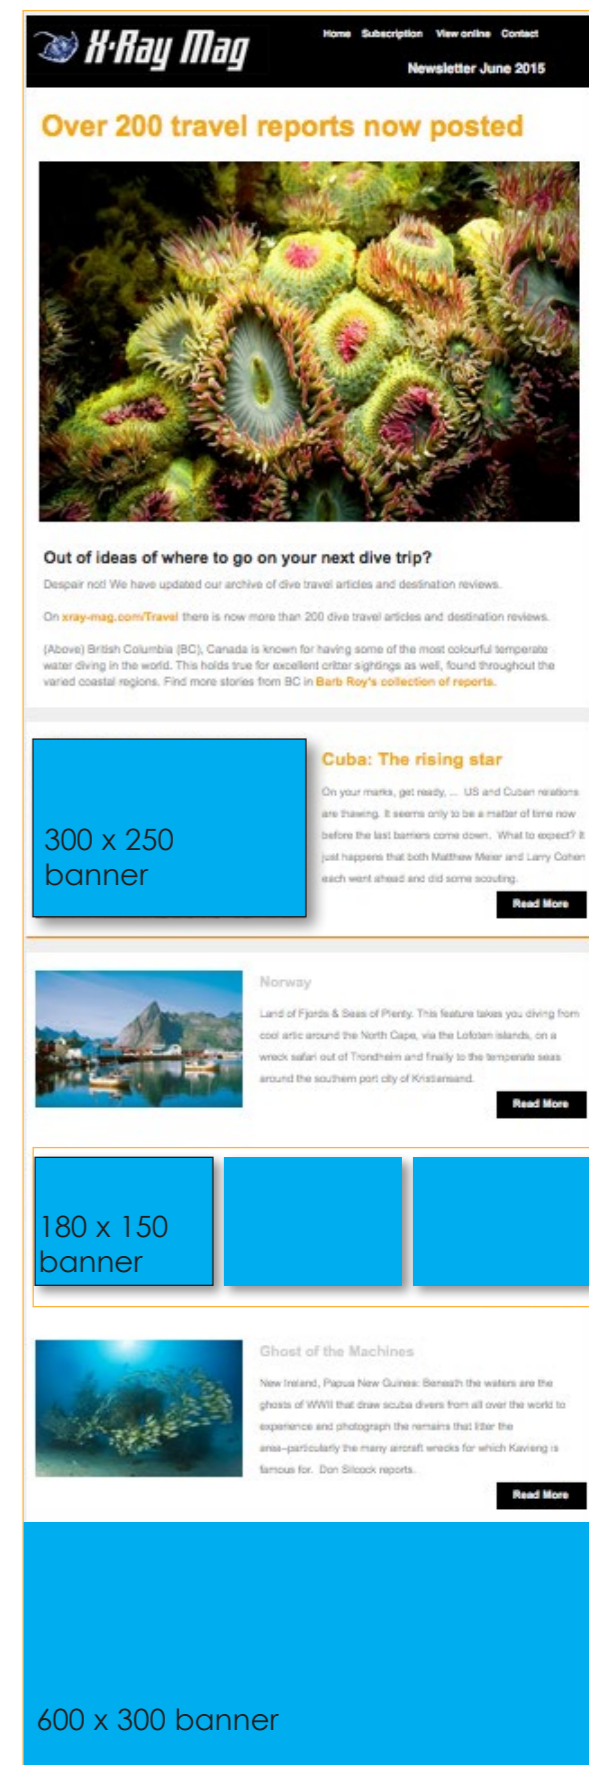 X-Ray Mag
Home Subscription View online Contact
Newsletter June 2015
Over 200 travel reports now posted
Out of ideas of where to go on your next dive trip?
Despair not! We have updated our archive of dive travel articles and destination reviews.
On xray-mag.com/Travel there is now more than 200 dive travel articles and destination reviews.
(Above) British Columbia (BC), Canada is known for having some of the most colourful temperate
water diving in the world. This holds true for excellent critter sightings as well, found throughout the
varied coastal regions. Find more stories from BC in Barb Roy's collection of reports.
300 x 250
banner
Cuba: The rising star
On your marks, get ready, ... US and Cuban relations
are thawing. It seems only to be a matter of time now
before the last barriers come down. What to expect? It
just happens that both Matthew Meier and Larry Cohen
each went ahead and did some scouting.
Read More
Norway
Land of Fjords & Seas of Plenty. This feature takes you diving from
cool artic around the North Cape, via the Lofoten islands, on a
wreck safari out of Trondheim and finally to the temperate seas
around the southern port city of Kristiansand.
Read More
180 x 150
banner
Ghost of the Machines
New Ireland, Papua New Guinea: Beneath the waters are the
ghosts of WWII that draw scuba divers from all over the world to
experience and photograph the remains that litter the
area–particularly the many aircraft wrecks for which Kavieng is
famous for. Don Silcock reports.
Read More
600 x 300 banner